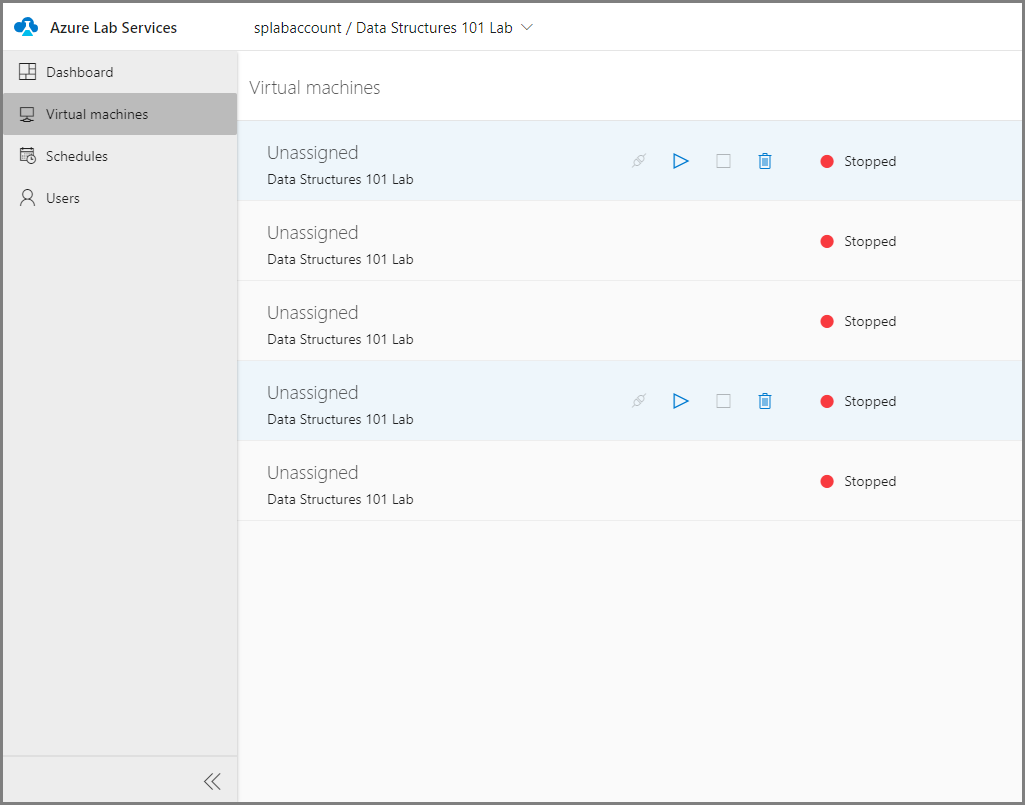 Azure Lab Services
splabaccount / Data Structures 101 Lab
Dashboard
Virtual machines
Schedules
Users
Virtual machines
Unassigned
Data Structures 101 Lab
Stopped
Unassigned
Data Structures 101 Lab
Stopped
Unassigned
Data Structures 101 Lab
Stopped
Unassigned
Data Structures 101 Lab
Stopped
Unassigned
Data Structures 101 Lab
Stopped